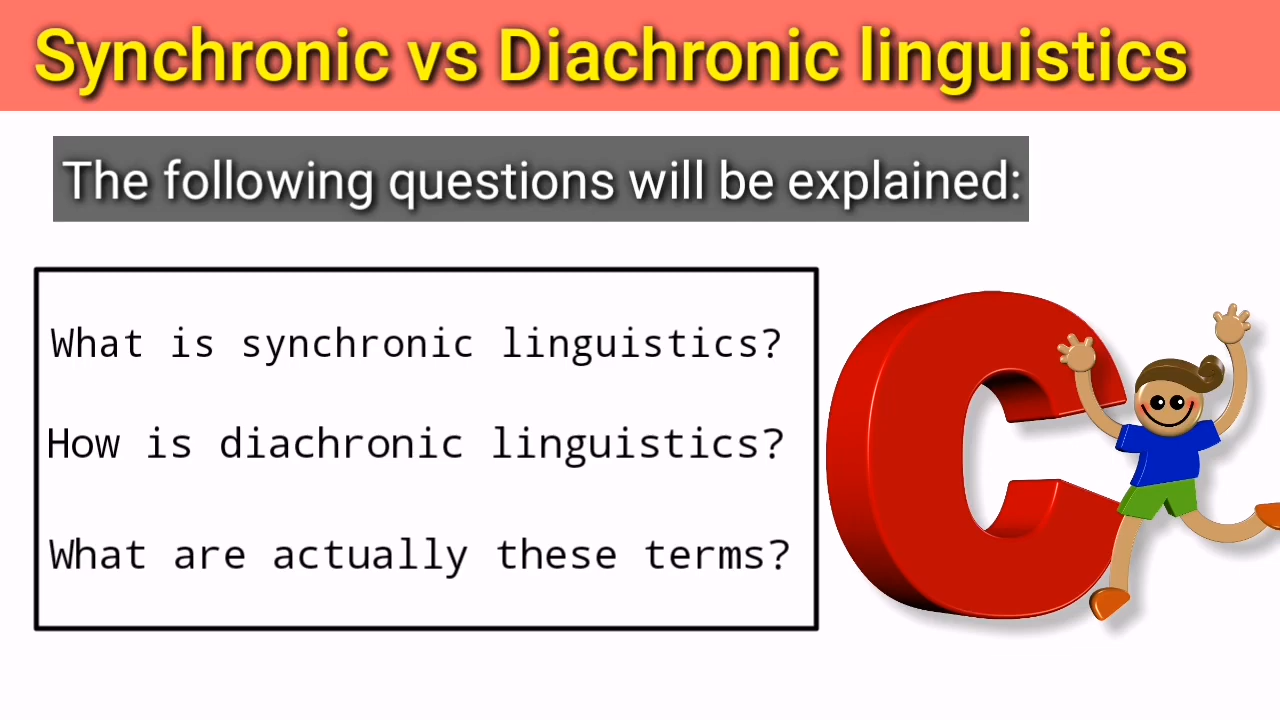 Synchronic vs Diachronic linguistics
The following questions will be explained:
What is synchronic linguistics?
How is diachronic linguistics?
What are actually these terms?
C